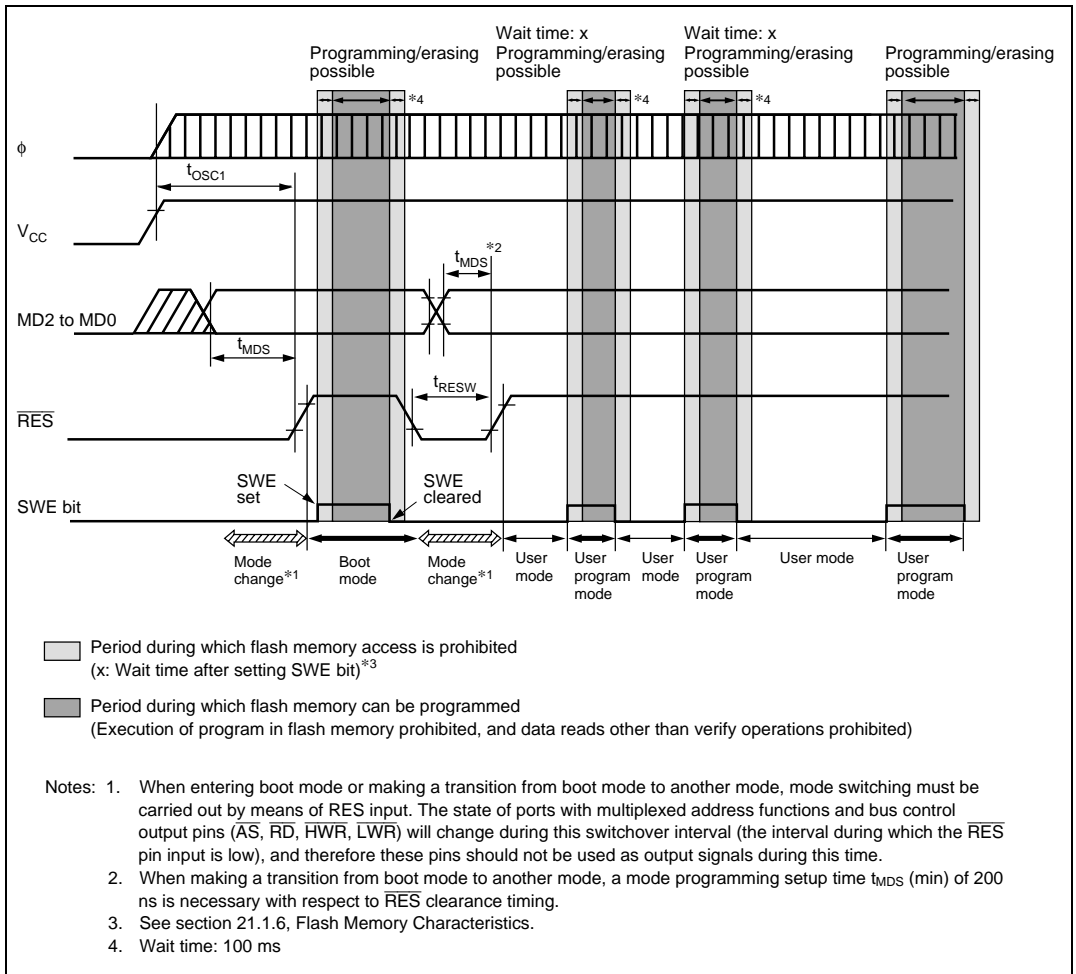 Wait time: x
Wait time: x
Programming/erasing possible
Programming/erasing possible
Programming/erasing possible
Programming/erasing possible
*4
*4
*4
ϕ
tOSC1
VCC
tMDS*2
MD2 to MD0
tMDS
tRESW
RES
SWE set
SWE cleared
SWE bit
Mode change*1
Boot mode
Mode change*1
User mode
User program mode
User mode
User program mode
User mode
User program mode
Period during which flash memory access is prohibited
(x: Wait time after setting SWE bit)*3
Period during which flash memory can be programmed
(Execution of program in flash memory prohibited, and data reads other than verify operations prohibited)
Notes: 1. When entering boot mode or making a transition from boot mode to another mode, mode switching must be
carried out by means of RES input. The state of ports with multiplexed address functions and bus control
output pins (AS, RD, HWR, LWR) will change during this switchover interval (the interval during which the RES
pin input is low), and therefore these pins should not be used as output signals during this time.
2. When making a transition from boot mode to another mode, a mode programming setup time tMDS (min) of 200
ns is necessary with respect to RES clearance timing.
3. See section 21.1.6, Flash Memory Characteristics.
4. Wait time: 100 ms